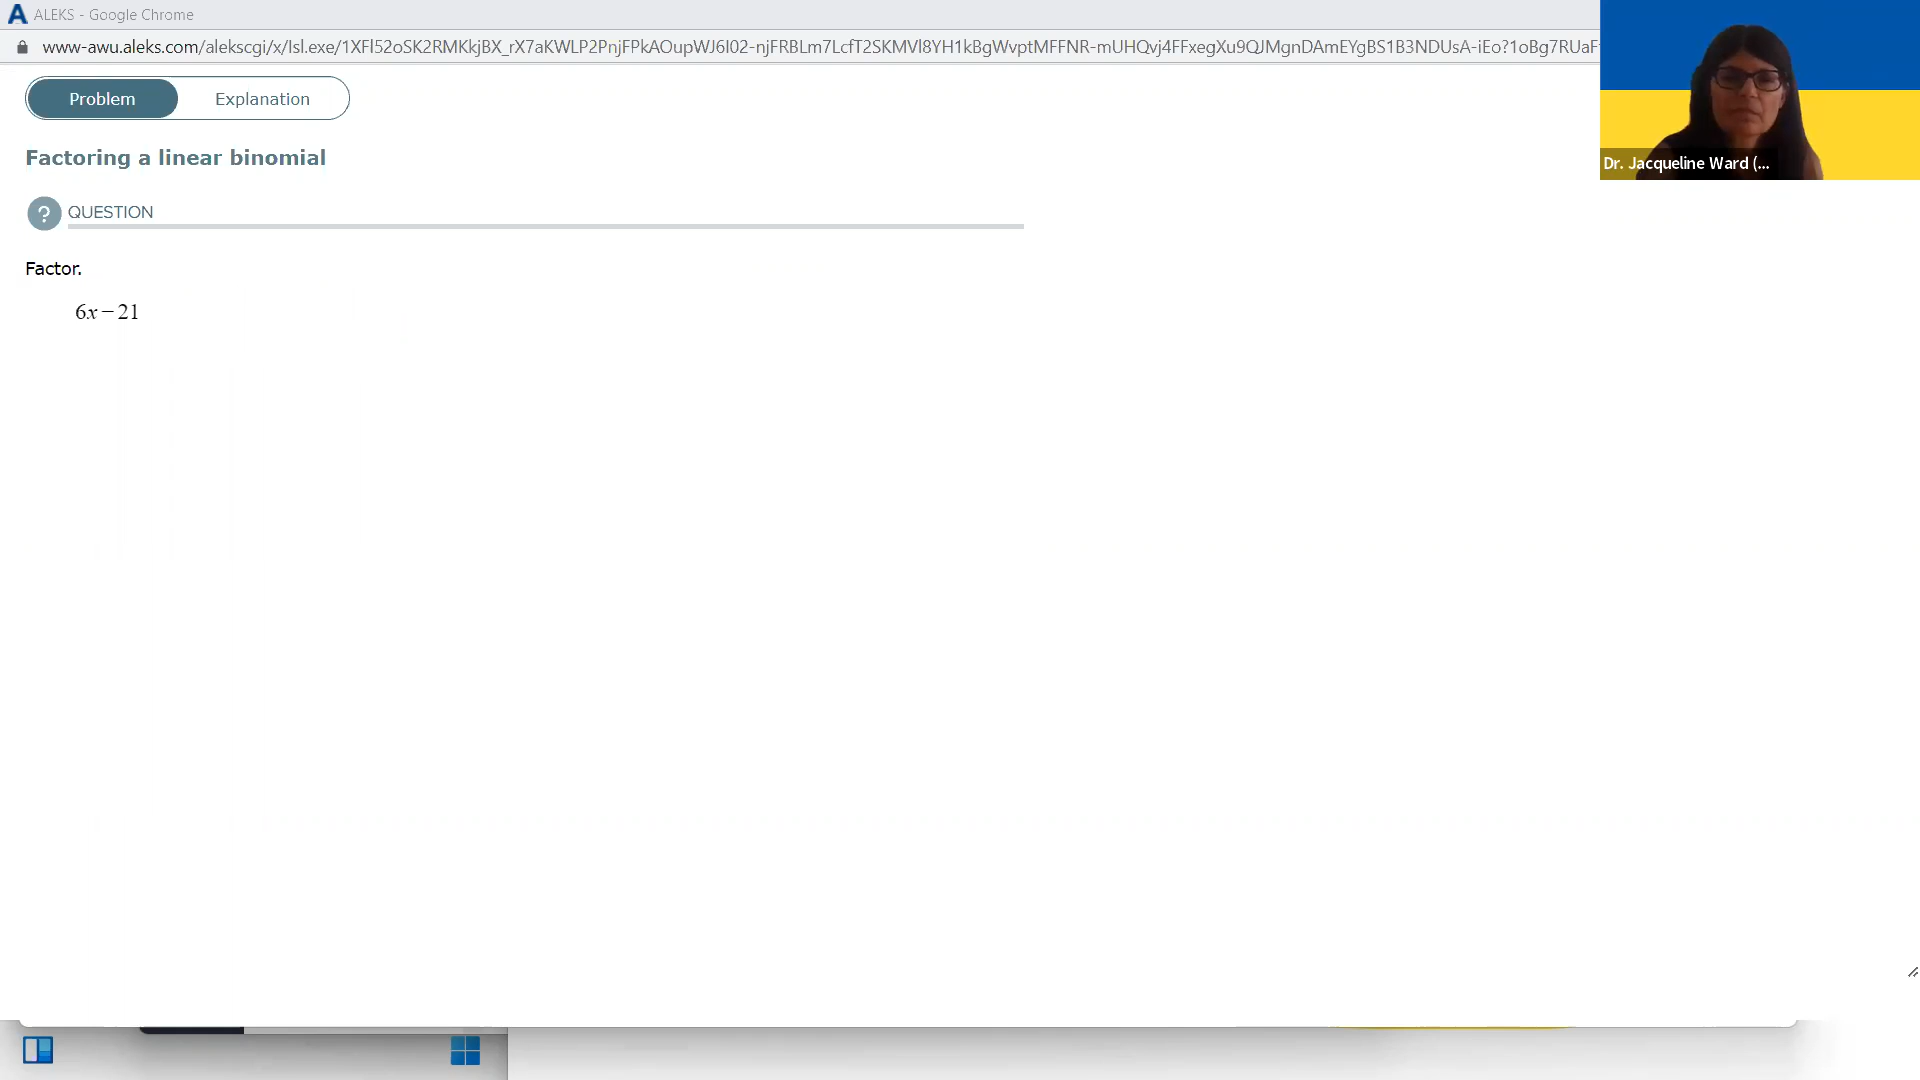 ALEKS - Google Chrome
www-awu.aleks.com/alekscgi/x/Isl.exe/1XFl52oSK2RMKkjBX_rX7aKWLP2PnjFPkAOupWJ6I02-njFRBLm7LcfT2SKMVl8YH1kBgWvptMFFNR-mUHQvj4FFxegXu9QJMgnDAmEYgBS1B3NDUsA-iEo?1oBg7RUaF
Problem Explanation
Dr. Jacqueline Ward (...
Factoring a linear binomial
? QUESTION
Factor.
6x − 21